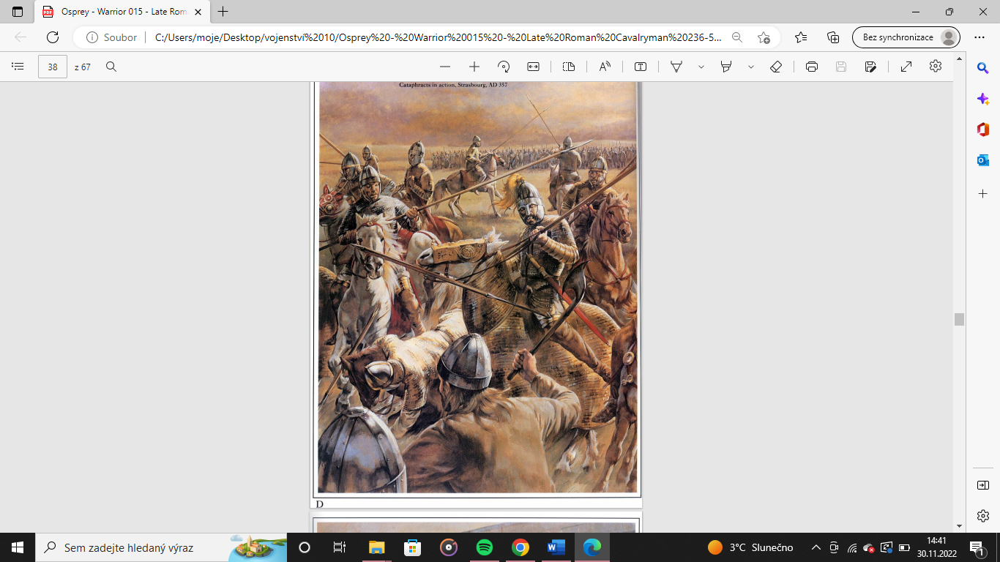 Osprey - Warrior 015 - Late Rom
Soubor
C:/Users/moje/Desktop/vojenství%2010/Osprey%20-%20Warrior%20015%20-%20Late%20Roman%20Cavalryman%20236-5...
Bez synchronizace
38
z 67
Cataphracts in action, Strasbourg, AD 357
D
Sem zadejte hledaný výraz
3°C Slunečno
14:41
30.11.2022
1